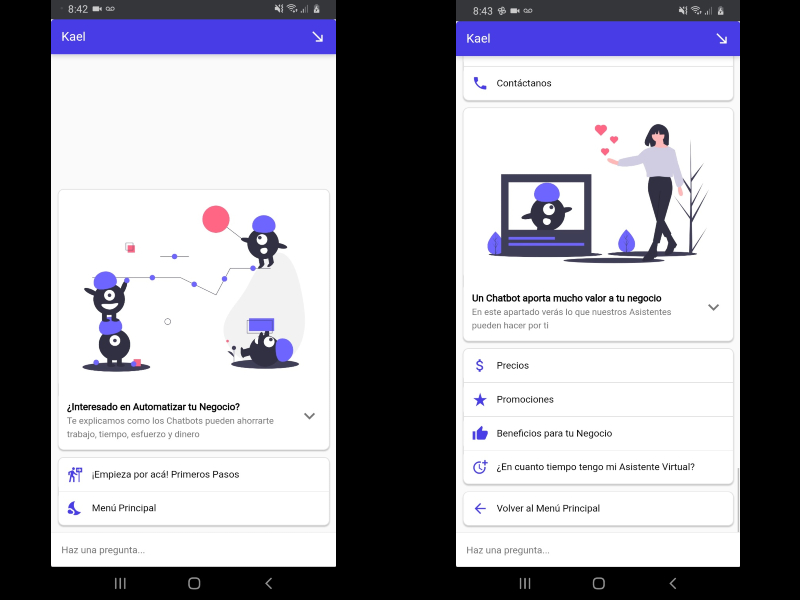 8:42
Kael
¿Interesado en Automatizar tu Negocio?
Te explicamos como los Chatbots pueden ahorrarte
trabajo, tiempo, esfuerzo y dinero
¡Empieza por acá! Primeros Pasos
Menú Principal
Haz una pregunta...
8:43
Kael
Contáctanos
Un Chatbot aporta mucho valor a tu negocio
En este apartado verás lo que nuestros Asistentes
pueden hacer por ti
Precios
Promociones
Beneficios para tu Negocio
¿En cuanto tiempo tengo mi Asistente Virtual?
Volver al Menú Principal
Haz una pregunta...